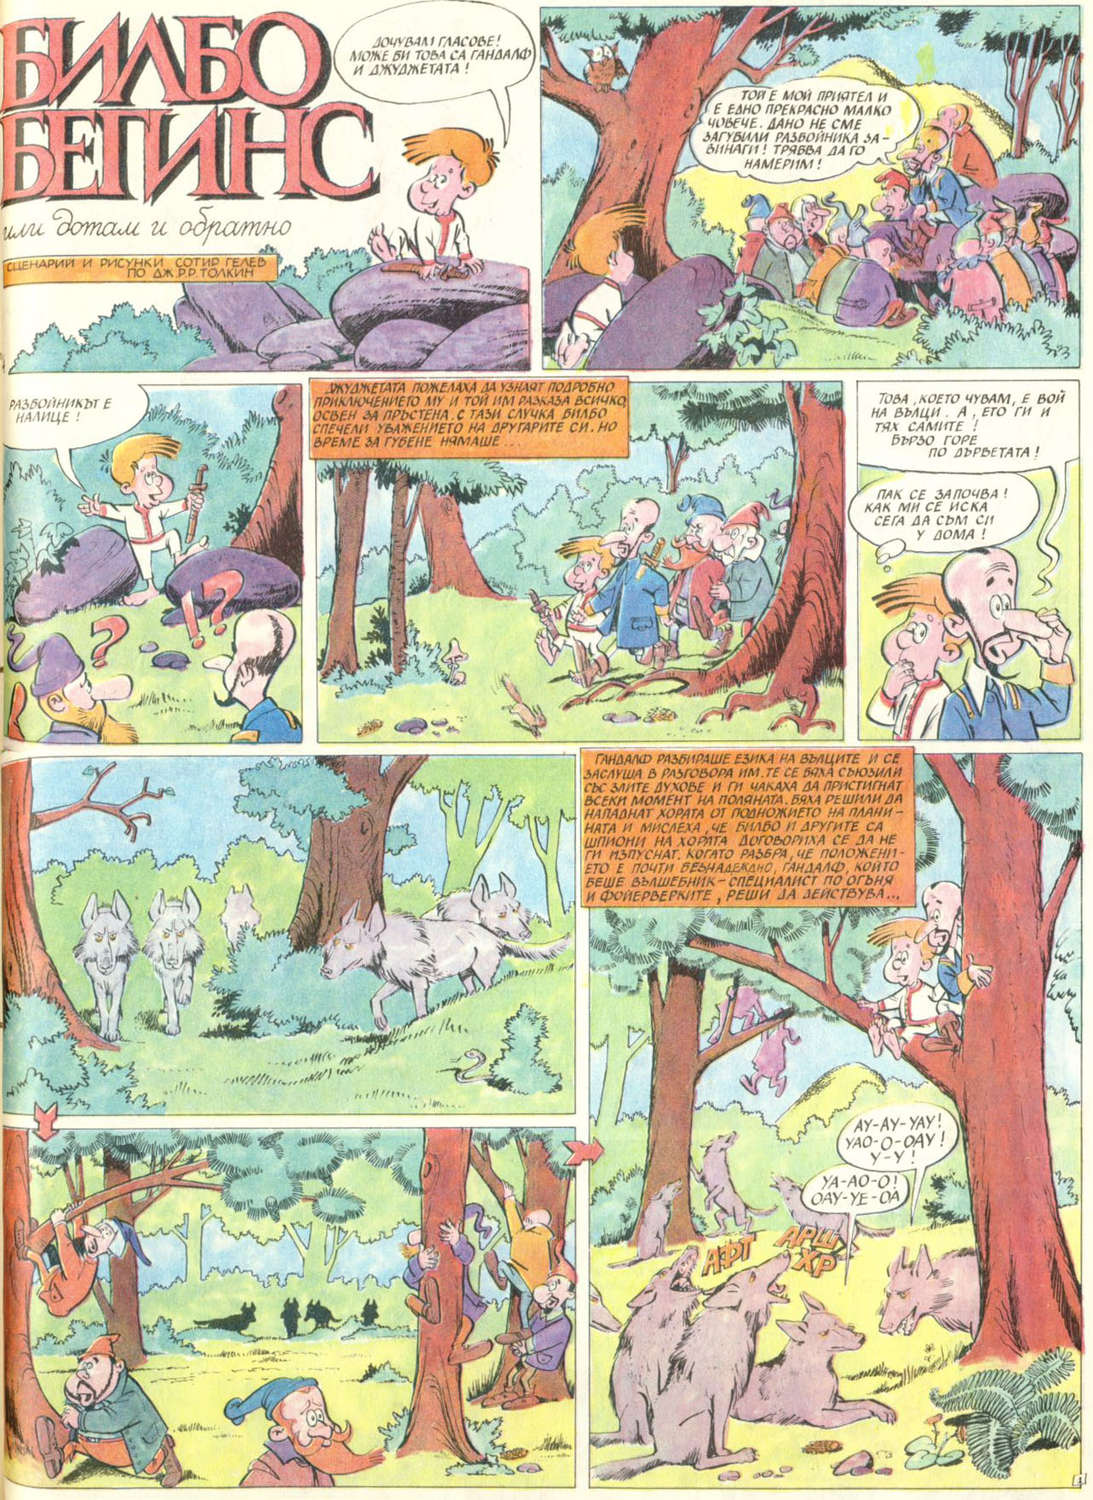 БИЛБО
БЕГИНС
или дотам и обратно
СЦЕНАРИЙ И РИСУНКИ СОТИР ГЕЛЕВ
ПО ДЖ.Р.Р.ТОЛКИН
ДОЧУВАМ ГЛАСОВЕ!
МОЖЕ БИ ТОВА СА ГАНДАЛФ
И ДЖУДЖЕТАТА!
ТОЙ Е МОЙ ПРИЯТЕЛ И
Е ЕДНО ПРЕКРАСНО МАЛКО
ЧОВЕЧЕ. ДАНО НЕ СМЕ
ЗАГУБИЛИ РАЗБОЙНИКА ЗА-
ВИНАГИ! ТРЯБВА ДА ГО
НАМЕРИМ!
РАЗБОЙНИКЪТ Е
НАЛИЦЕ!
ДЖУДЖЕТАТА ПОЖЕЛАХА ДА УЗНАЯТ ПОДРОБНО
ПРИКЛЮЧЕНИЕТО МУ И ТОЙ ИМ РАЗКАЗА ВСИЧКО,
ОСВЕН ЗА ПРЪСТЕНА. С ТАЗИ СЛУЧКА БИЛБО
СПЕЧЕЛИ УВАЖЕНИЕТО НА ДРУГАРИТЕ СИ. НО
ВРЕМЕ ЗА ГУБЕНЕ НЯМАШЕ...
ТОВА, КОЕТО ЧУВАМ, Е ВОЙ
НА ВЪЛЦИ. А, ЕТО ГИ И
ТЯХ САМИТЕ!
БЪРЗО ГОРЕ
ПО ДЪРВЕТАТА!
ПАК СЕ ЗАПОЧВА!
КАК МИ СЕ ИСКА
СЕГА ДА СЪМ СИ
У ДОМА!
? !?
ГАНДАЛФ РАЗБИРАШЕ ЕЗИКА НА ВЪЛЦИТЕ И СЕ
ЗАСЛУША В РАЗГОВОРА ИМ. ТЕ СЕ БЯХА СЪЮЗИЛИ
СЪС ЗЛИТЕ ДУХОВЕ И ГИ ЧАКАХА ДА ПРИСТИГНАТ
ВСЕКИ МОМЕНТ НА ПОЛЯНАТА. БЯХА РЕШИЛИ ДА
НАПАДНАТ ХОРАТА ОТ ПОДНОЖИЕТО НА ПЛАНИ-
НАТА И МИСЛЕХА, ЧЕ БИЛБО И ДРУГИТЕ СА
ШПИОНИ НА ХОРАТА. ДОГОВОРИХА СЕ ДА НЕ
ГИ ИЗПУСНАТ. КОГАТО РАЗБРА, ЧЕ ПОЛОЖЕНИ-
ЕТО Е ПОЧТИ БЕЗНАДЕЖДНО, ГАНДАЛФ, КОЙТО
БЕШЕ ВЪЛШЕБНИК-СПЕЦИАЛИСТ ПО ОГЪНЯ
И ФОЙЕРВЕРКИТЕ, РЕШИ ДА ДЕЙСТВУВА...
АУ-АУ-УАУ!
УАО-О-ОАУ!
У-У!
УА-АО-О!
ОАУ-УЕ-ОА
АФТ
АРЩ
ХР